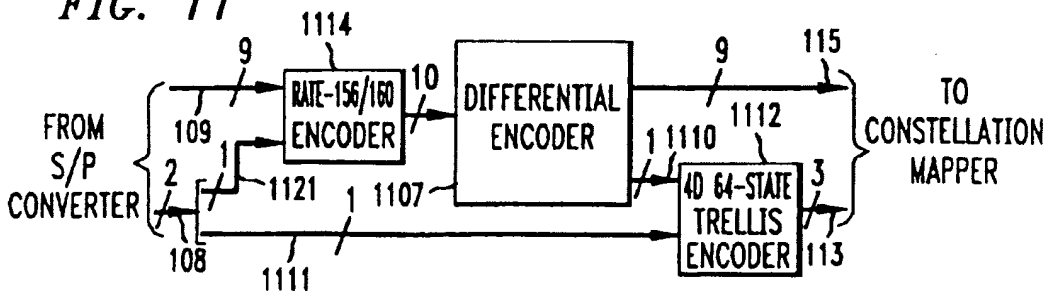 FIG. 11
FROM
S/P
CONVERTER
9
109
2
108
1
1121
1
1111
1114
RATE-156/160
ENCODER
10
DIFFERENTIAL
ENCODER
1107
9
115
1
1110
1112
4D 64-STATE
TRELLIS
ENCODER
3
113
TO
CONSTELLATION
MAPPER